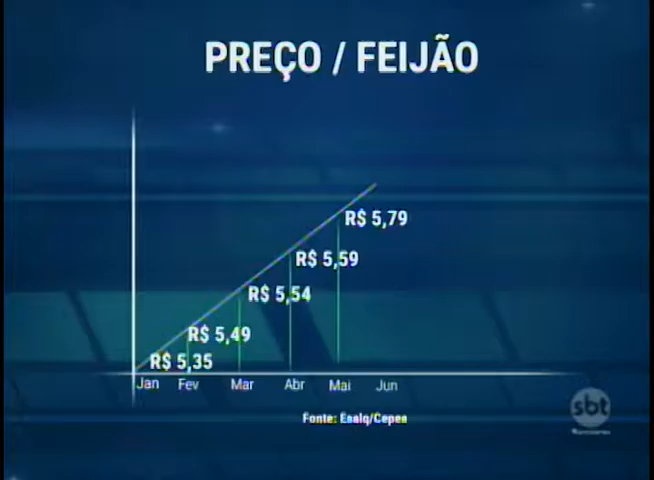 PREÇO / FEIJÃO
R$ 5,79
R$ 5,59
R$ 5,54
R$ 5,49
R$ 5,35
Jan Fev Mar Abr Mai Jun
Fonte: Esalq/Cepea
sbt